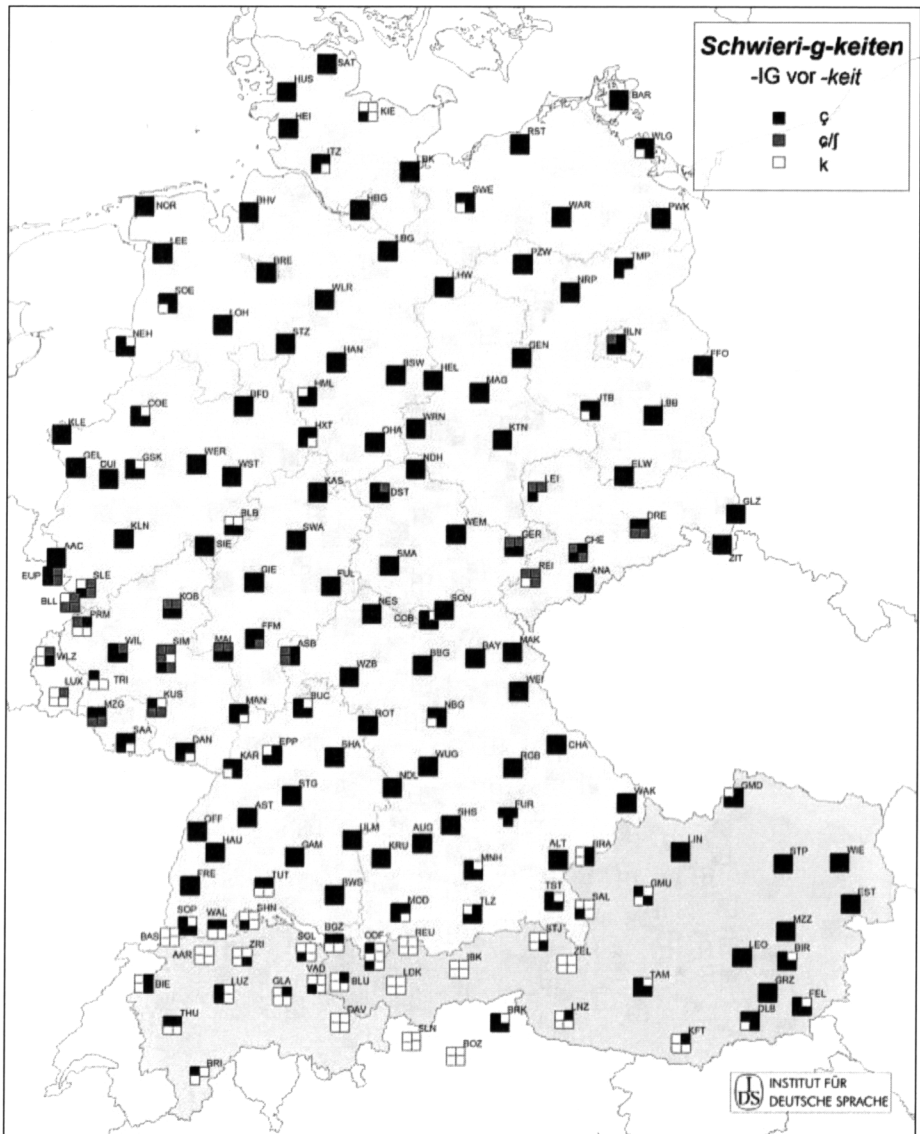 Schwieri-g-keiten
-IG vor -keit
ç
ç/ʃ
k
SAT
HUS
KIE
BAR
HEI
RST
WLG
ITZ
LBK
SWE
NOR
BHV
HBG
WAR
PWK
LEE
LBG
BRE
PZW
TMP
LHW
NRP
SOE
WLR
LOH
NEH
STZ
BLN
HAN
GEN
FFO
BSW
HEL
HML
MAG
COE
BFD
JTB
LBB
KLE
HXT
OHA
WRN
KTN
GEL
DUI
GSK
WER
WST
NDH
ELW
KAS
DST
LEI
GLZ
BLB
DRE
KLN
SIE
SWA
WEM
GER
CHE
ZIT
AAC
EUP
SLE
SMA
REI
ANA
GIE
FUL
BLL
KOB
NES
SON
COB
PRM
FFM
WIL
SIM
MAI
ASB
BBG
BAY
MAK
WLZ
WZB
TRI
WEI
LUX
KUS
BUC
MZG
MAN
NBG
ROT
SAA
DAN
EPP
SHA
CHA
KAR
WUG
RGB
STG
NDL
GMD
WAK
AST
FUR
OFF
ULM
AUG
SHS
HAU
GAM
KRU
ALT
BRA
LIN
STP
WIE
MNH
FRE
TUT
BWS
GMU
TST
SAL
EST
SOP
WAL
SHN
MOD
TLZ
BAS
BGZ
ODF
REU
STJ
MZZ
AAR
ZRI
SGL
IBK
ZEL
LEO
BIR
VAD
BLU
LDK
BIE
LUZ
GLA
TAM
GRZ
FEL
THU
DAV
BRK
LNZ
DLB
SLN
BOZ
KFT
BRI
IDS
INSTITUT FÜR
DEUTSCHE SPRACHE